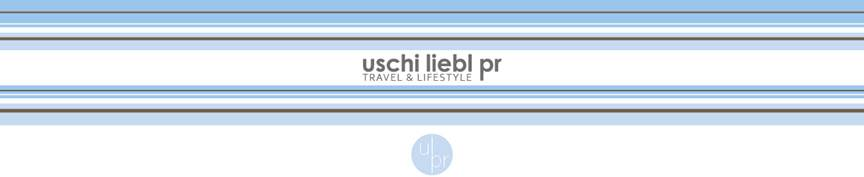 uschi liebl pr
TRAVEL & LIFESTYLE
ul
pr